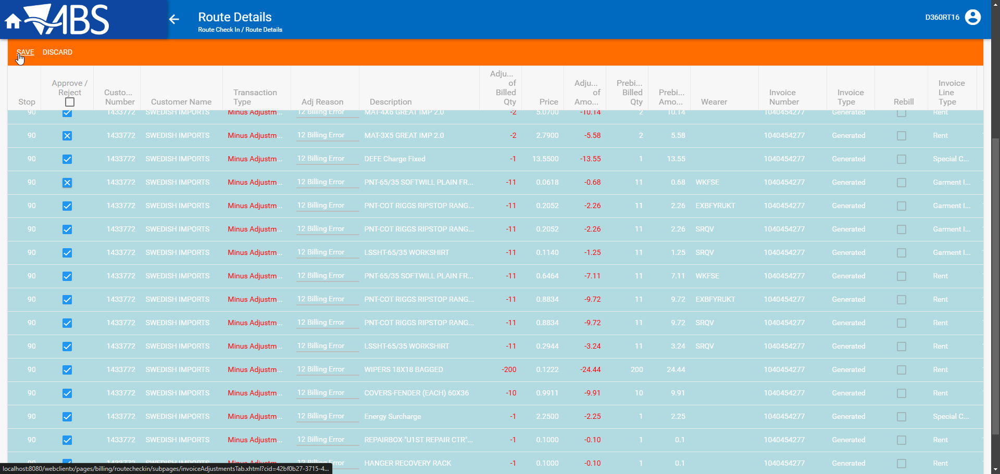 ABS
Route Details
Route Check In / Route Details
D360RT16
SAVE DISCARD
Stop Approve / Reject Custo... Number Customer Name Transaction Type Adj Reason Description Adju... of Billed Qty Price Adju... of Amo... Prebi... Billed Qty Prebi... Amo... Wearer Invoice Number Invoice Type Rebill Invoice Line Type
90 1433772 SWEDISH IMPORTS Minus Adjustm... 12 Billing Error MAT-4X6 GREAT IMP 2.0 -2 5.0700 -10.14 2 10.14 1040454277 Generated Rent
90 1433772 SWEDISH IMPORTS Minus Adjustm... 12 Billing Error MAT-3X5 GREAT IMP 2.0 -2 2.7900 -5.58 2 5.58 1040454277 Generated Rent
90 1433772 SWEDISH IMPORTS Minus Adjustm... 12 Billing Error DEFE Charge Fixed -1 13.5500 -13.55 1 13.55 1040454277 Generated Special C...
90 1433772 SWEDISH IMPORTS Minus Adjustm... 12 Billing Error PNT-65/35 SOFTWILL PLAIN FR... -11 0.0618 -0.68 11 0.68 WKFSE 1040454277 Generated Garment I...
90 1433772 SWEDISH IMPORTS Minus Adjustm... 12 Billing Error PNT-COT RIGGS RIPSTOP RANG... -11 0.2052 -2.26 11 2.26 EXBFYRUKT 1040454277 Generated Garment I...
90 1433772 SWEDISH IMPORTS Minus Adjustm... 12 Billing Error PNT-COT RIGGS RIPSTOP RANG... -11 0.2052 -2.26 11 2.26 SRQV 1040454277 Generated Garment I...
90 1433772 SWEDISH IMPORTS Minus Adjustm... 12 Billing Error LSSHT-65/35 WORKSHIRT -11 0.1140 -1.25 11 1.25 SRQV 1040454277 Generated Garment I...
90 1433772 SWEDISH IMPORTS Minus Adjustm... 12 Billing Error PNT-65/35 SOFTWILL PLAIN FR... -11 0.6464 -7.11 11 7.11 WKFSE 1040454277 Generated Rent
90 1433772 SWEDISH IMPORTS Minus Adjustm... 12 Billing Error PNT-COT RIGGS RIPSTOP RANG... -11 0.8834 -9.72 11 9.72 EXBFYRUKT 1040454277 Generated Rent
90 1433772 SWEDISH IMPORTS Minus Adjustm... 12 Billing Error PNT-COT RIGGS RIPSTOP RANG... -11 0.8834 -9.72 11 9.72 SRQV 1040454277 Generated Rent
90 1433772 SWEDISH IMPORTS Minus Adjustm... 12 Billing Error LSSHT-65/35 WORKSHIRT -11 0.2944 -3.24 11 3.24 SRQV 1040454277 Generated Rent
90 1433772 SWEDISH IMPORTS Minus Adjustm... 12 Billing Error WIPERS 18X18 BAGGED -200 0.1222 -24.44 200 24.44 1040454277 Generated Rent
90 1433772 SWEDISH IMPORTS Minus Adjustm... 12 Billing Error COVERS-FENDER (EACH) 60X36 -10 0.9911 -9.91 10 9.91 1040454277 Generated Rent
90 1433772 SWEDISH IMPORTS Minus Adjustm... 12 Billing Error Energy Surcharge -1 2.2500 -2.25 1 2.25 1040454277 Generated Special C...
90 1433772 SWEDISH IMPORTS Minus Adjustm... 12 Billing Error REPAIRBOX-"U1ST REPAIR CTR"... -1 0.1000 -0.10 1 0.1 1040454277 Generated Rent
90 1433772 SWEDISH IMPORTS Minus Adjustm... 12 Billing Error HANGER RECOVERY RACK -1 0.1000 -0.10 1 0.1 1040454277 Generated Rent
localhost:8080/webclientx/pages/billing/routecheckin/subpages/invoiceAdjustmentsTab.xhtml?cid=42bf0b27-3715-4...